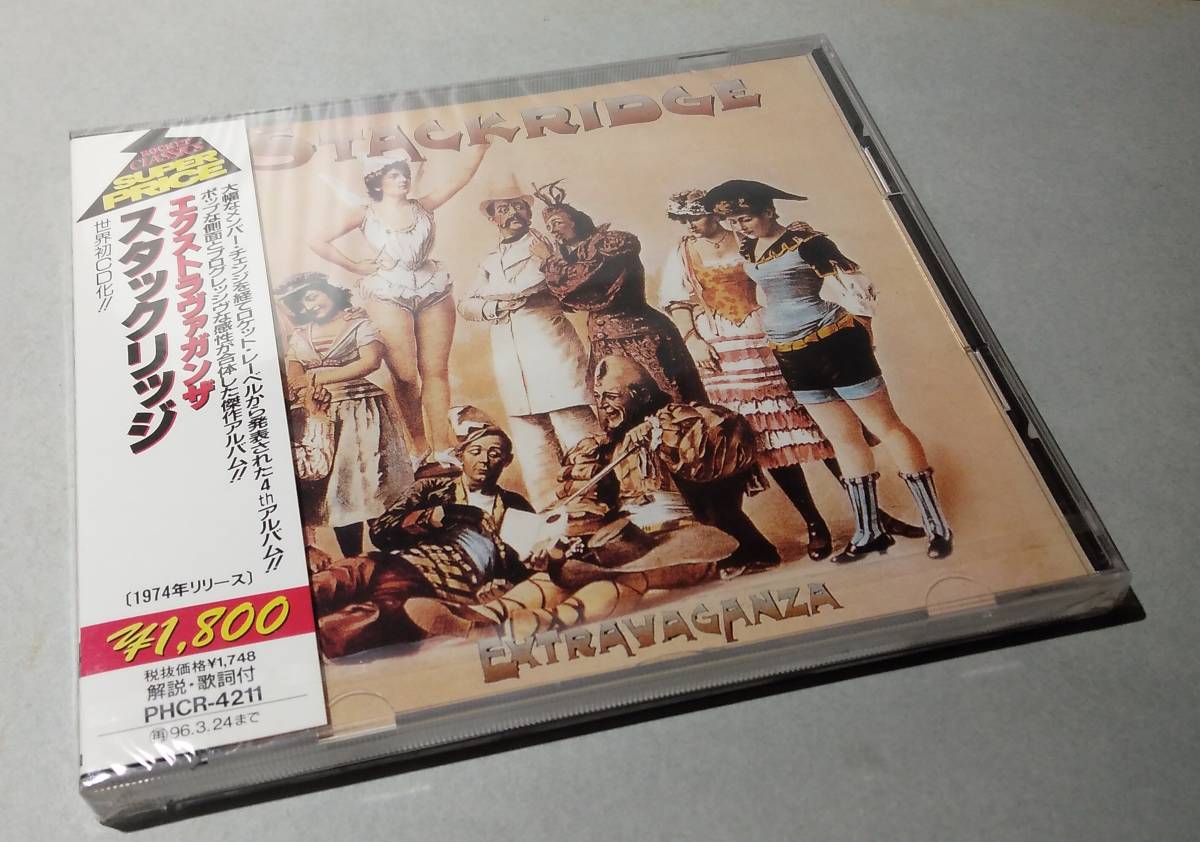 STACKRIDGE
ROCKET
CLASSICS
SUPER
PRICE
大幅なメンバー・チェンジを経てロケット・レーベルから発表された4thアルバム!!
ポップな側面とプログレッシヴな感性が合体した傑作アルバム!!
エクストラヴァガンザ
スタックリッジ
世界初CD化!!
〔1974年リリース〕
¥1,800
税抜価格¥1,748
解説・歌詞付
PHCR-4211
再96.3.24まで
EXTRAVAGANZA